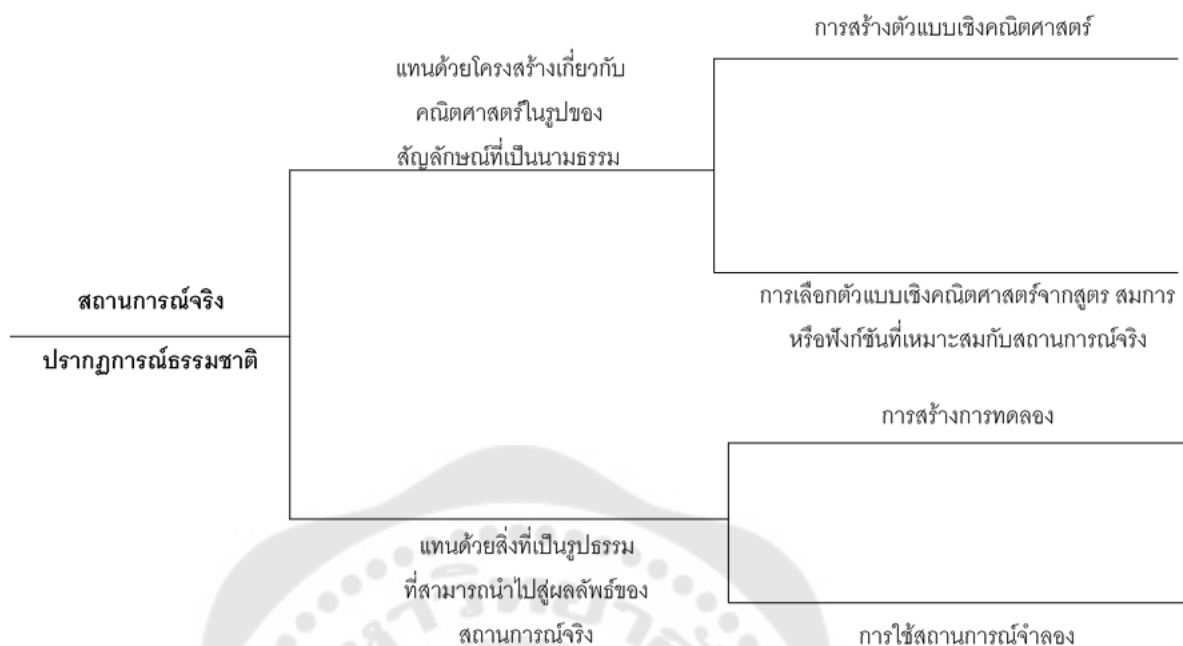 การสร้างตัวแบบเชิงคณิตศาสตร์
แทนด้วยโครงสร้างเกี่ยวกับ
คณิตศาสตร์ในรูปของ
สัญลักษณ์ที่เป็นนามธรรม
สถานการณ์จริง
ปรากฏการณ์ธรรมชาติ
การเลือกตัวแบบเชิงคณิตศาสตร์จากสูตร สมการ
หรือฟังก์ชันที่เหมาะสมกับสถานการณ์จริง
การสร้างการทดลอง
แทนด้วยสิ่งที่เป็นรูปธรรม
ที่สามารถนำไปสู่ผลลัพธ์ของ
สถานการณ์จริง
การใช้สถานการณ์จำลอง